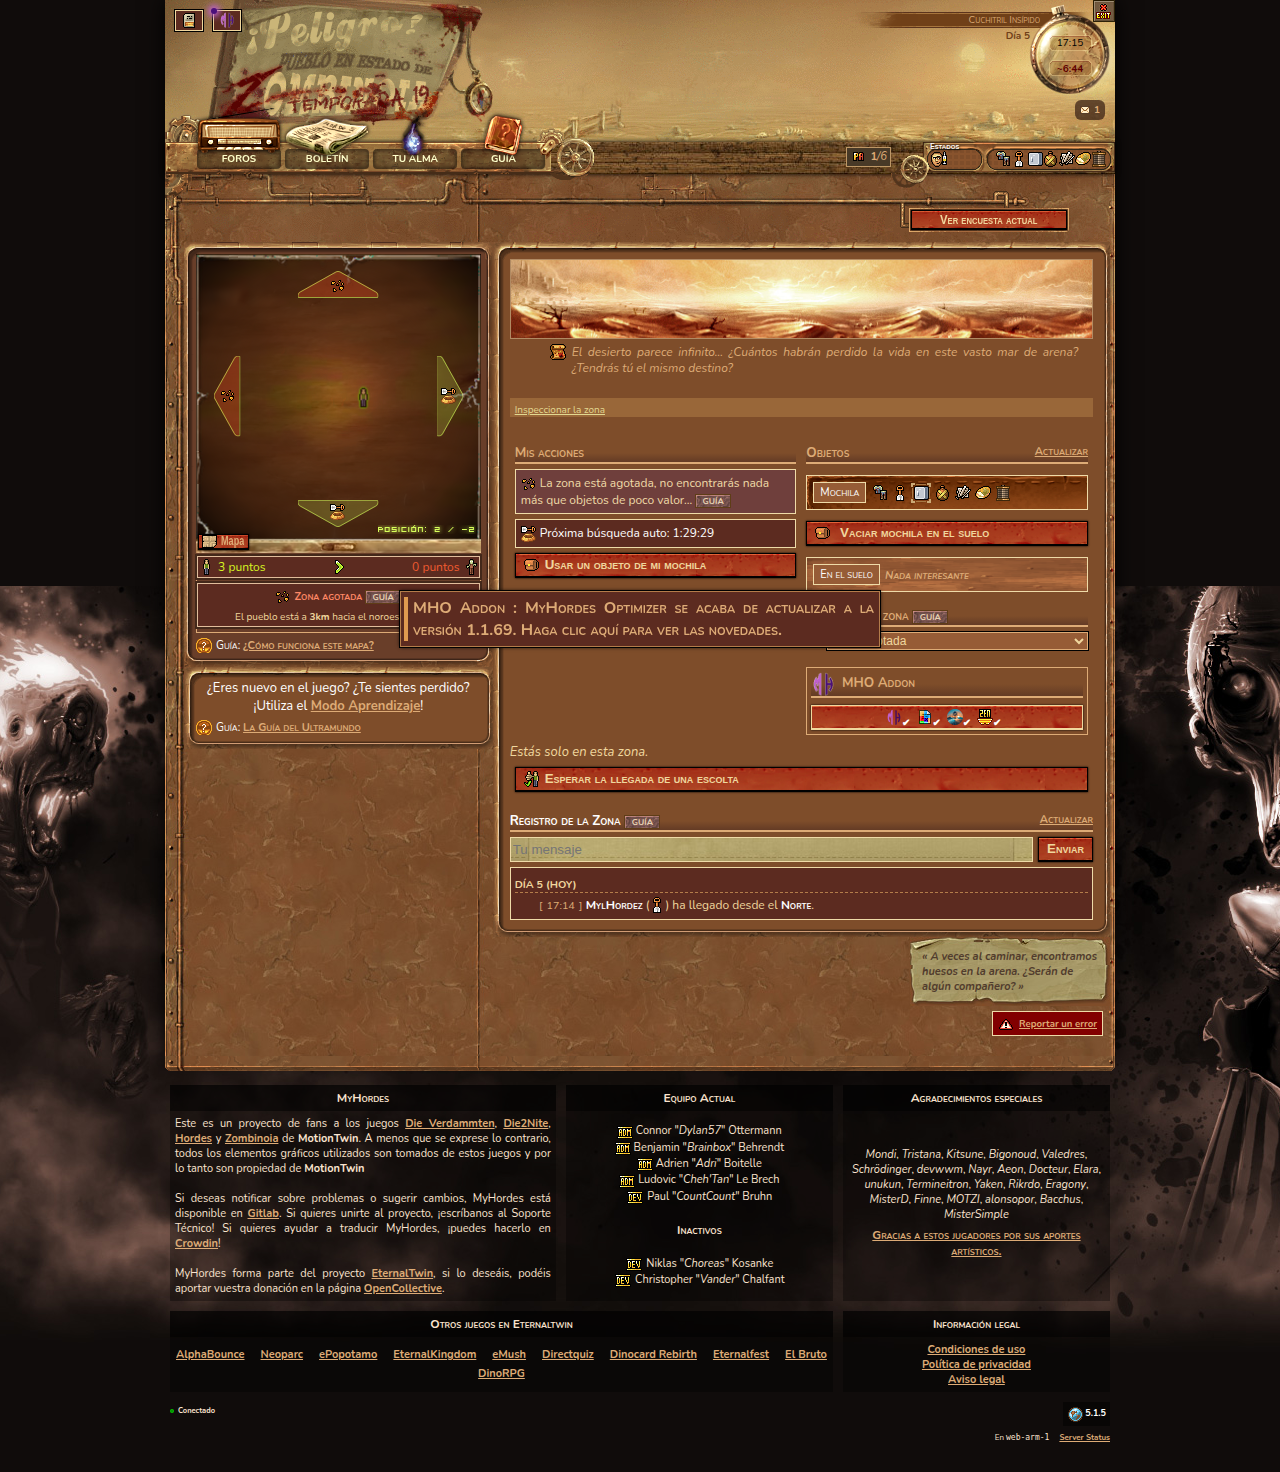 ¡Peligro!
PUEBLO EN ESTADO DE
ZOMBINOIA
TEMPORADA 19
Cuchitril Insípido
EXIT
Día 5
17:15
~6:44
1
FOROS
BOLETÍN
TU ALMA
GUÍA
PA 1/6
Estados
Ver encuesta actual
El desierto parece infinito... ¿Cuántos habrán perdido la vida en este vasto mar de arena?
¿Tendrás tú el mismo destino?
Inspeccionar la zona
Mis acciones
La zona está agotada, no encontrarás nada
más que objetos de poco valor... GUÍA
Próxima búsqueda auto: 1:29:29
Usar un objeto de mi mochila
Objetos
Actualizar
Mochila
Vaciar mochila en el suelo
En el suelo
Nada interesante
POSICIÓN: 2 / -2
Mapa
3 puntos
0 puntos
Zona agotada GUÍA
El pueblo está a 3km hacia el noroes
Guía: ¿Cómo funciona este mapa?
MHO Addon : MyHordes Optimizer se acaba de actualizar a la
versión 1.1.69. Haga clic aquí para ver las novedades.
zona GUÍA
tada
MHO Addon
¿Eres nuevo en el juego? ¿Te sientes perdido?
¡Utiliza el Modo Aprendizaje!
Guía: La Guía del Ultramundo
Estás solo en esta zona.
Esperar la llegada de una escolta
Registro de la Zona GUÍA
Actualizar
Tu mensaje
Enviar
DÍA 5 (HOY)
[ 17:14 ] MylHordez ( ) ha llegado desde el Norte.
« A veces al caminar, encontramos
huesos en la arena. ¿Serán de
algún compañero? »
Reportar un error
MyHordes
Este es un proyecto de fans a los juegos Die Verdammten, Die2Nite,
Hordes y Zombinoia de MotionTwin. A menos que se exprese lo contrario,
todos los elementos gráficos utilizados son tomados de estos juegos y por
lo tanto son propiedad de MotionTwin
Si deseas notificar sobre problemas o sugerir cambios, MyHordes está
disponible en Gitlab. Si quieres unirte al proyecto, ¡escríbanos al Soporte
Técnico! Si quieres ayudar a traducir MyHordes, ¡puedes hacerlo en
Crowdin!
MyHordes forma parte del proyecto EternalTwin, si lo deseáis, podéis
aportar vuestra donación en la página OpenCollective.
Equipo Actual
ADM Connor "Dylan57" Ottermann
ADM Benjamin "Brainbox" Behrendt
ADM Adrien "Adri" Boitelle
ADM Ludovic "Cheh'Tan" Le Brech
DEV Paul "CountCount" Bruhn
Inactivos
DEV Niklas "Choreas" Kosanke
DEV Christopher "Vander" Chalfant
Agradecimientos especiales
Mondi, Tristana, Kitsune, Bigonoud, Valedres,
Schrödinger, devwwm, Nayr, Aeon, Docteur, Elara,
unukun, Termineitron, Yaken, Rikrdo, Eragony,
MisterD, Finne, MOTZI, alonsopor, Bacchus,
MisterSimple
Gracias a estos jugadores por sus aportes
artísticos.
Otros juegos en Eternaltwin
AlphaBounce Neoparc ePopotamo EternalKingdom eMush Directquiz Dinocard Rebirth Eternalfest El Bruto
DinoRPG
Información legal
Condiciones de uso
Política de privacidad
Aviso legal
Conectado
5.1.5
En web-arm-1 Server Status